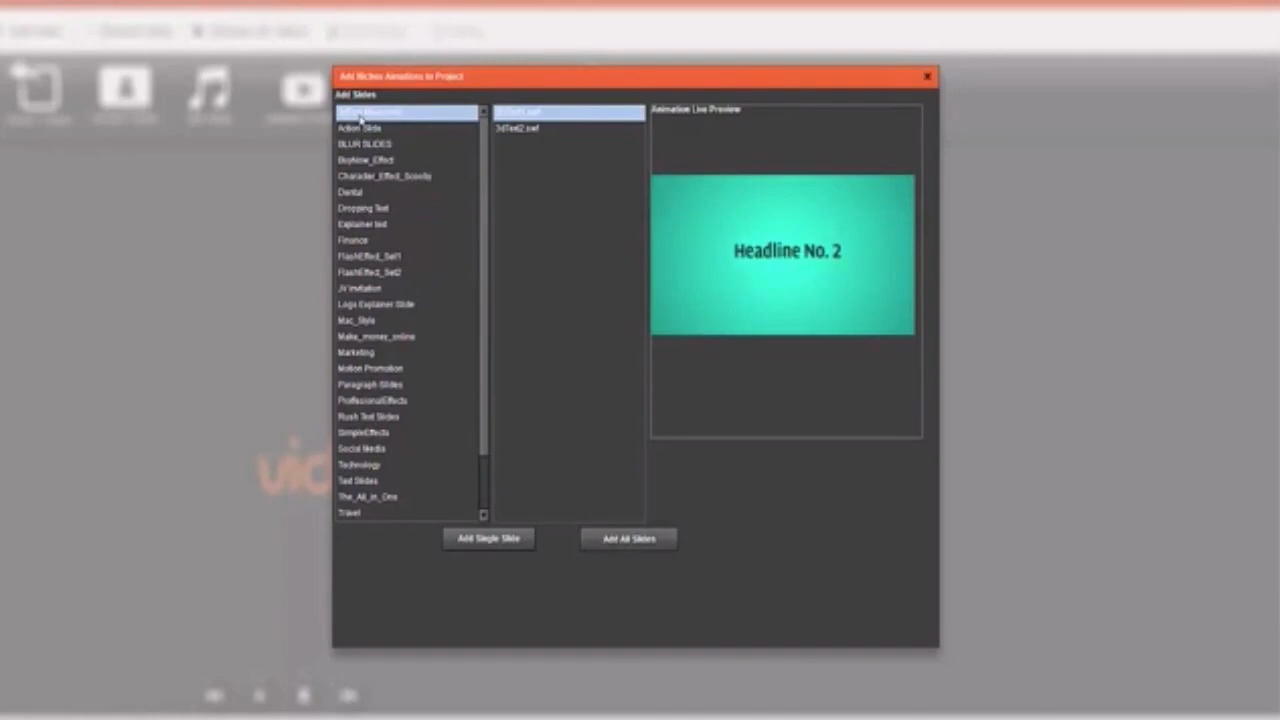 Add Niches Aimations to Project
Add Slides
Action Slide
BLUR SLIDES
BuyNow_Effect
Character_Effect_Scooby
Dental
Dropping Text
Explainer text
Finance
FlashEffect_Set1
FlashEffect_Set2
JV Invitation
Logo Explainer Slide
Mac_Style
Make_money_online
Marketing
Motion Promotion
Paragraph Slides
ProffesionalEffects
Rush Text Slides
SimpleEffects
Social Media
Technology
Text Slides
The_All_in_One
Travel
3dText2.swf
Animation Live Preview
Headline No. 2
Add Single Slide
Add All Slides